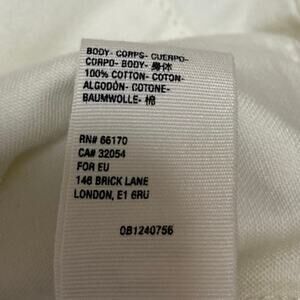 BODY- CORPS- CUERPO-
CORPO- BODY- 身体
100% COTTON- COTON-
ALGODÓN- COTONE-
BAUMWOLLE- 棉
RN# 66170
CA# 32054
FOR EU
146 BRICK LANE
LONDON, E1 6RU
0B1240756